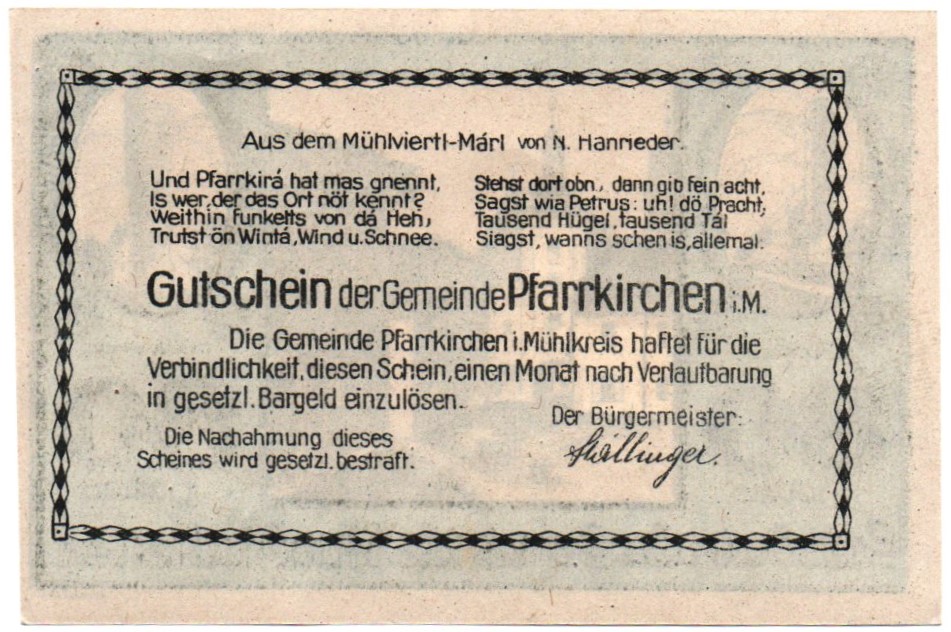 Aus dem Mühlviertl-Márl von N. Hanrieder.
Und Pfarrkirá hat mas gnennt,
Is wer, der das Ort nöt kennt?
Weithin funkelts von dá Heh,
Trutst ön Wintá, Wind u. Schnee.
Stehst dort obn, dann gib fein acht,
Sagst wia Petrus: uh! dö Pracht,
Tausend Hügel, tausend Tál
Siagst, wanns schen is, allemal.
Gutschein der Gemeinde Pfarrkirchen i.M.
Die Gemeinde Pfarrkirchen i. Mühlkreis haftet für die
Verbindlichkeit, diesen Schein, einen Monat nach Verlautbarung
in gesetzl. Bargeld einzulösen.
Der Bürgermeister:
Die Nachahmung dieses
Scheines wird gesetzl. bestraft.